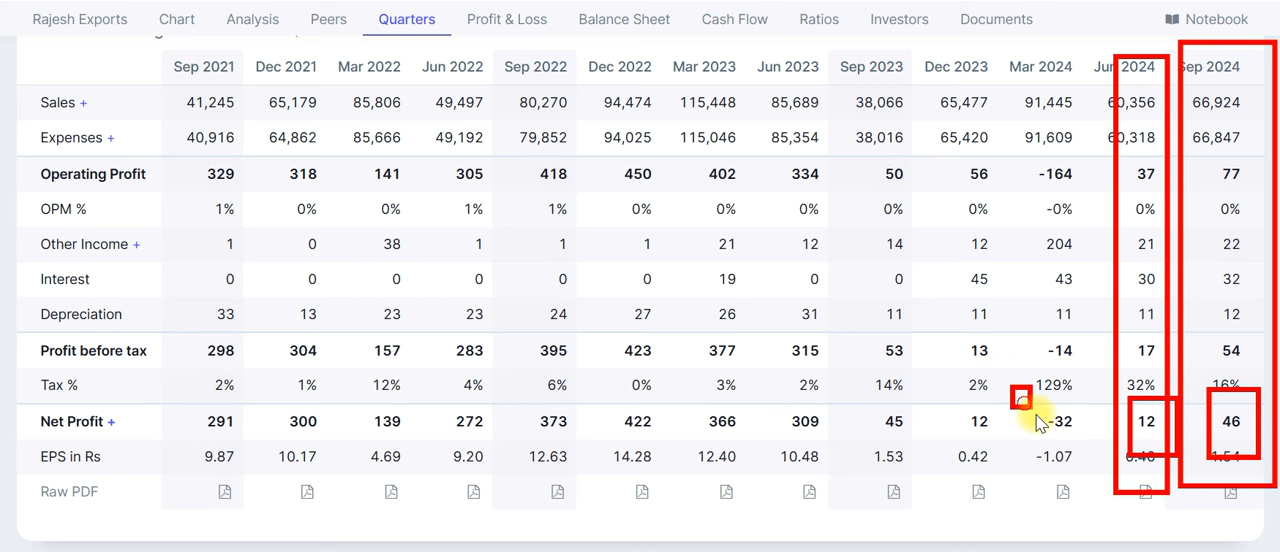 Rajesh Exports Chart Analysis Peers Quarters Profit & Loss Balance Sheet Cash Flow Ratios Investors Documents Notebook
Sep 2021 Dec 2021 Mar 2022 Jun 2022 Sep 2022 Dec 2022 Mar 2023 Jun 2023 Sep 2023 Dec 2023 Mar 2024 Jun 2024 Sep 2024
Sales + 41,245 65,179 85,806 49,497 80,270 94,474 115,448 85,689 38,066 65,477 91,445 60,356 66,924
Expenses + 40,916 64,862 85,666 49,192 79,852 94,025 115,046 85,354 38,016 65,420 91,609 60,318 66,847
Operating Profit 329 318 141 305 418 450 402 334 50 56 -164 37 77
OPM % 1% 0% 0% 1% 1% 0% 0% 0% 0% 0% -0% 0% 0%
Other Income + 1 0 38 1 1 1 21 12 14 12 204 21 22
Interest 0 0 0 0 0 0 19 0 0 45 43 30 32
Depreciation 33 13 23 23 24 27 26 31 11 11 11 11 12
Profit before tax 298 304 157 283 395 423 377 315 53 13 -14 17 54
Tax % 2% 1% 12% 4% 6% 0% 3% 2% 14% 2% 129% 32% 16%
Net Profit + 291 300 139 272 373 422 366 309 45 12 -32 12 46
EPS in Rs 9.87 10.17 4.69 9.20 12.63 14.28 12.40 10.48 1.53 0.42 -1.07 1.54
Raw PDF